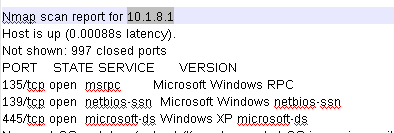 Nmap scan report for 10.1.8.1
Host is up (0.00088s latency).
Not shown: 997 closed ports
PORT STATE SERVICE VERSION
135/tcp open msrpc Microsoft Windows RPC
139/tcp open netbios-ssn Microsoft Windows netbios-ssn
445/tcp open microsoft-ds Windows XP microsoft-ds